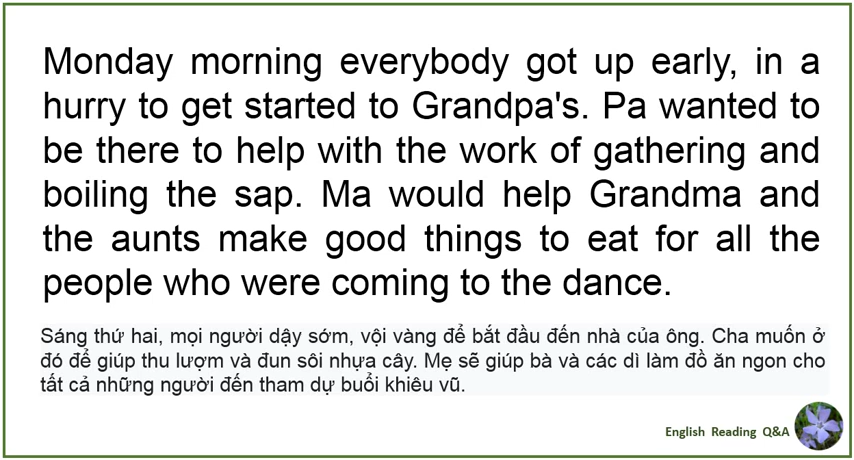 Monday morning everybody got up early, in a
hurry to get started to Grandpa's. Pa wanted to
be there to help with the work of gathering and
boiling the sap. Ma would help Grandma and
the aunts make good things to eat for all the
people who were coming to the dance.
Sáng thứ hai, mọi người dậy sớm, vội vàng để bắt đầu đến nhà của ông. Cha muốn ở
đó để giúp thu lượm và đun sôi nhựa cây. Mẹ sẽ giúp bà và các dì làm đồ ăn ngon cho
tất cả những người đến tham dự buổi khiêu vũ.
English Reading Q&A